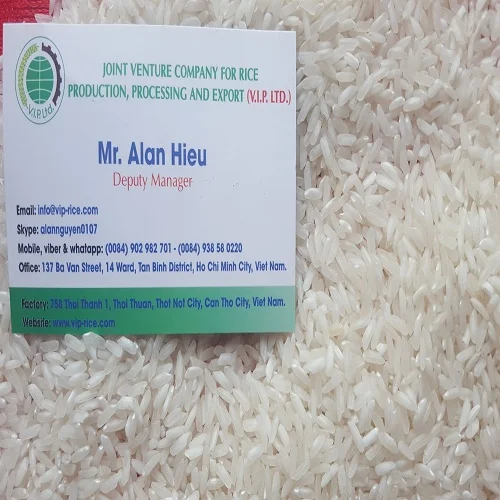 V.I.P Ltd.
JOINT VENTURE COMPANY FOR RICE
PRODUCTION, PROCESSING AND EXPORT (V.I.P. LTD.)
Mr. Alan Hieu
Deputy Manager
Email: info@vip-rice.com
Skype: alannguyen0107
Mobile, viber & whatapp: (0084) 902 982 701 - (0084) 938 58 0220
Office: 137 Ba Van Street, 14 Ward, Tan Binh District, Ho Chi Minh City, Viet Nam.
Factory: 358 Thoi Thanh 1, Thoi Thuan, Thot Not City, Can Tho City, Viet Nam.
Website: www.vip-rice.com